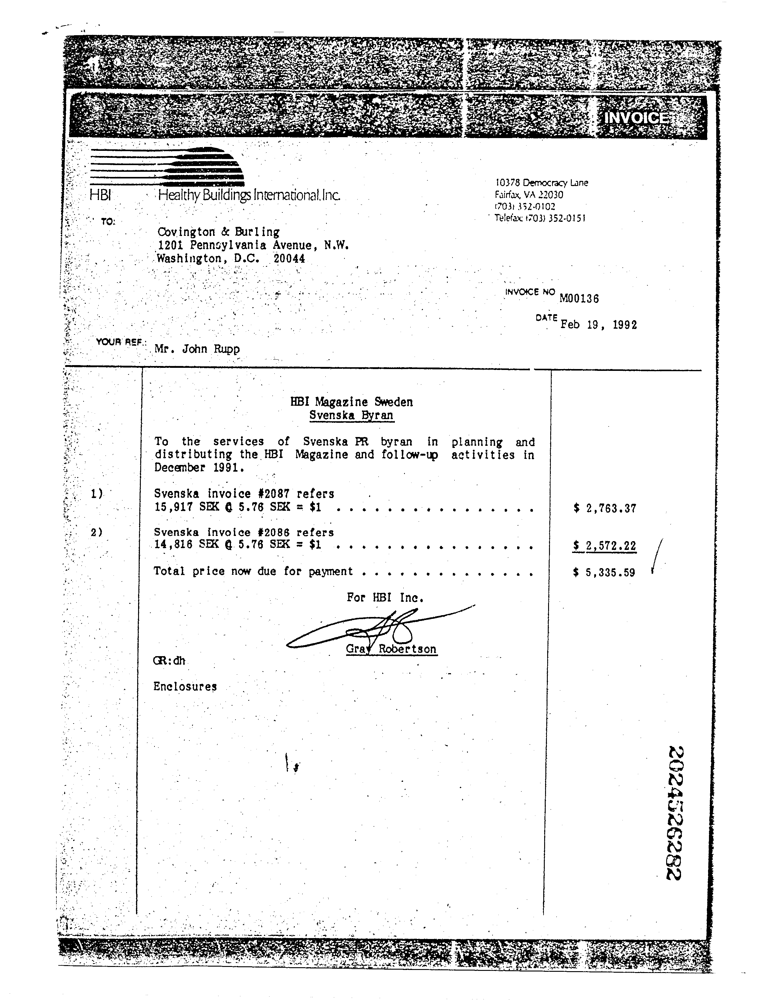 INVOICE
HBI Healthy Buildings International, Inc.
10378 Democracy Lane
Fairfax, VA 22030
(703) 352-0102
Telefax (703) 352-0151
TO:
Covington & Burling
1201 Pennsylvania Avenue, N.W.
Washington, D.C. 20044
INVOICE NO M00136
DATE Feb 19, 1992
YOUR REF.: Mr. John Rupp
HBI Magazine Sweden
Svenska Byran
To the services of Svenska PR byran in planning and
distributing the HBI Magazine and follow-up activities in
December 1991.
1) Svenska invoice #2087 refers
15,917 SEK @ 5.76 SEK = $1 . . . . . . . . . . . . . . . . $ 2,763.37
2) Svenska invoice #2086 refers
14,816 SEK @ 5.76 SEK = $1 . . . . . . . . . . . . . . . . $ 2,572.22
Total price now due for payment . . . . . . . . . . . . . . $ 5,335.59
For HBI Inc.
Gray Robertson
GR:dh
Enclosures
2024526282